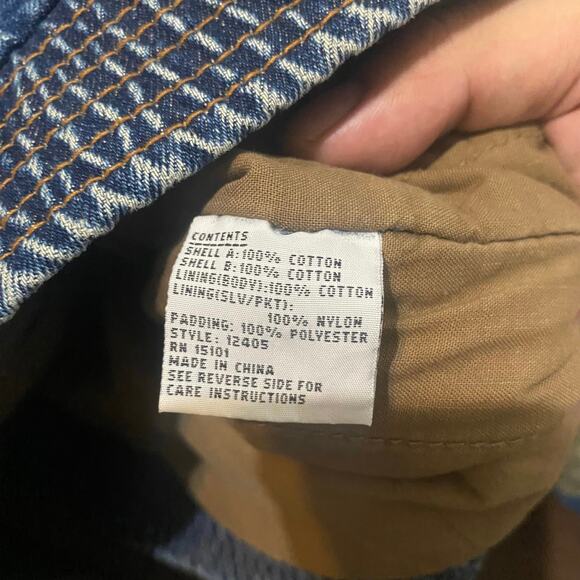 CONTENTS
SHELL A:100% COTTON
SHELL B:100% COTTON
LINING(BODY):100% COTTON
LINING(SLV/PKT):
100% NYLON
PADDING: 100% POLYESTER
STYLE: 12405
RN 15101
MADE IN CHINA
SEE REVERSE SIDE FOR
CARE INSTRUCTIONS